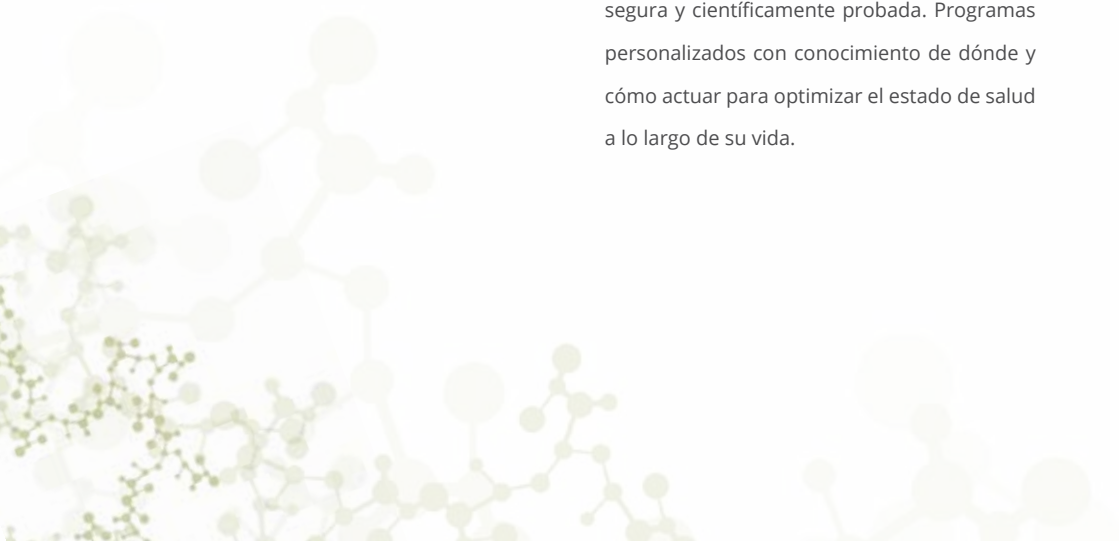 segura y científicamente probada. Programas
personalizados con conocimiento de dónde y
cómo actuar para optimizar el estado de salud
a lo largo de su vida.